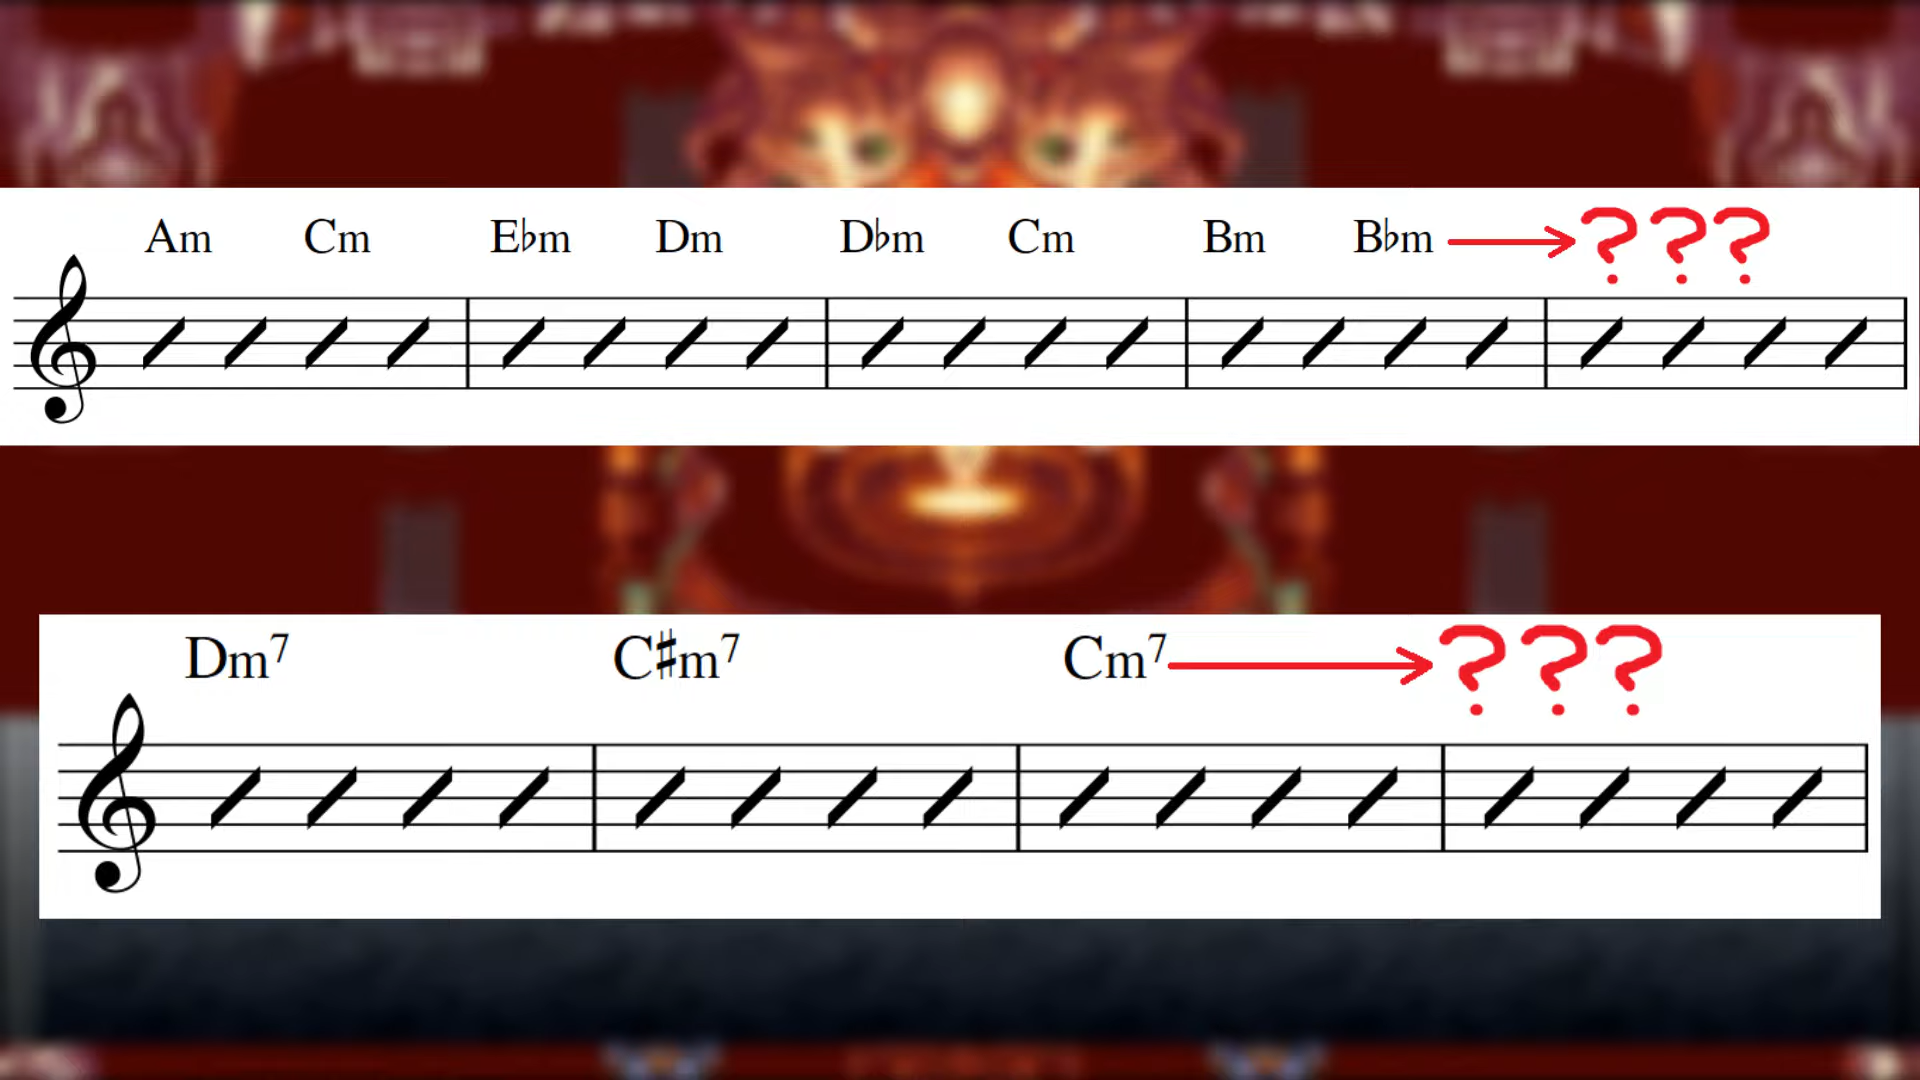 Am Cm E♭m Dm D♭m Cm Bm B♭m ???
Dm7 C♯m7 Cm7 ???